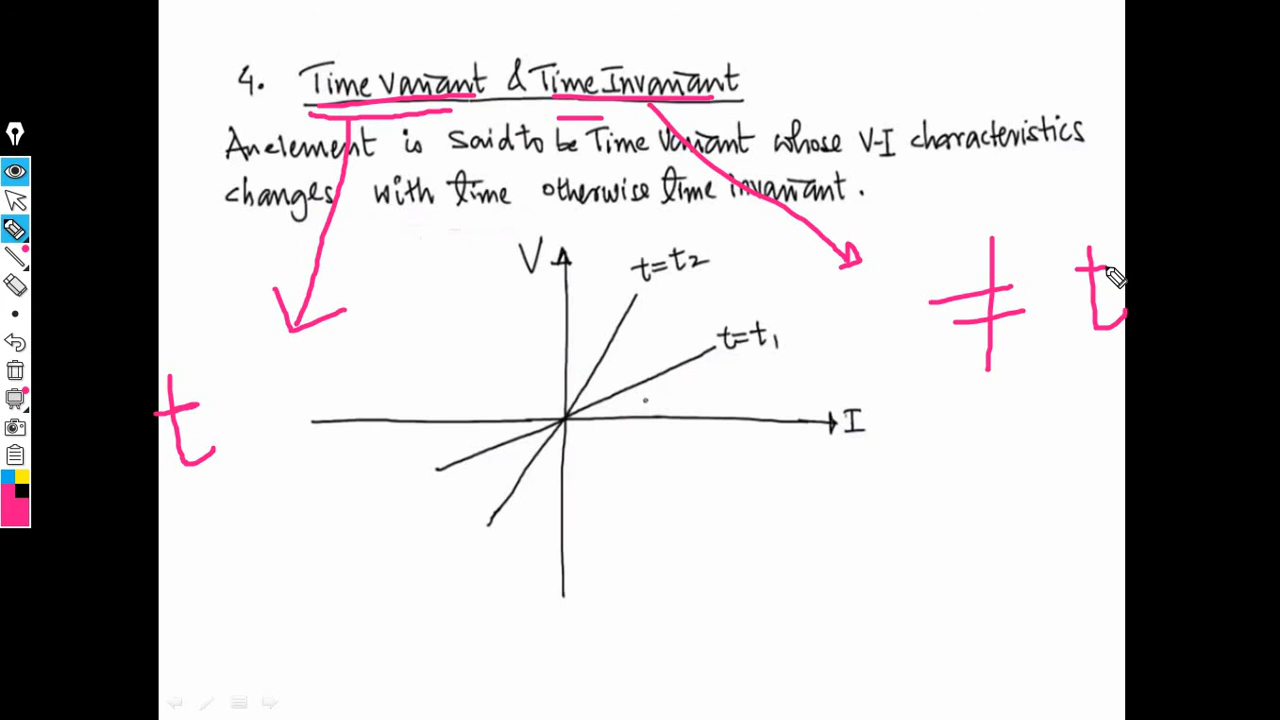 4. Time Variant & Time Invariant
An element is said to be Time Variant whose V-I characteristics
changes with time otherwise time invariant.
V
t=t2
t=t1
I
t
≠ t